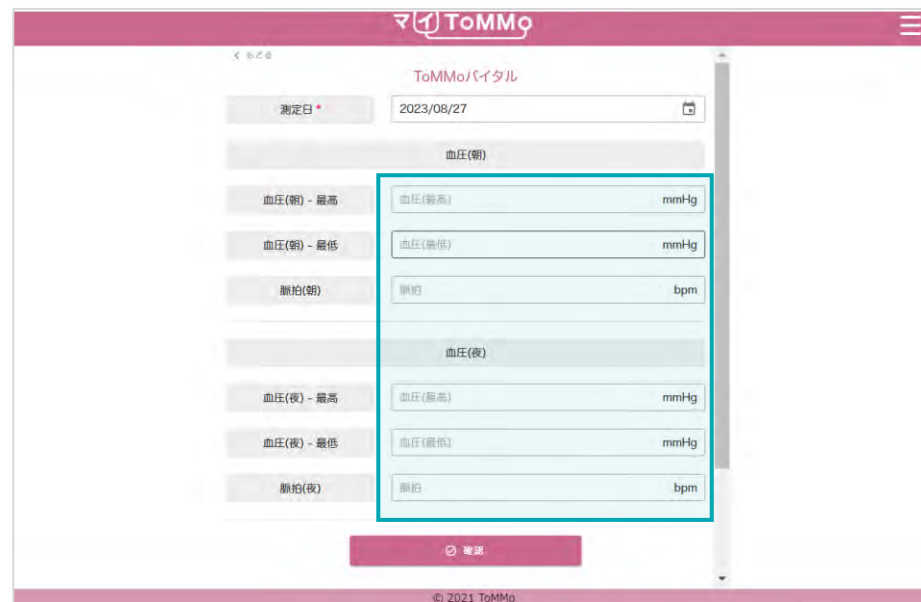 マイToMMo
もどる
ToMMoバイタル
測定日* 2023/08/27
血圧(朝)
血圧(朝) - 最高 血圧(最高) mmHg
血圧(朝) - 最低 血圧(最低) mmHg
脈拍(朝) 脈拍 bpm
血圧(夜)
血圧(夜) - 最高 血圧(最高) mmHg
血圧(夜) - 最低 血圧(最低) mmHg
脈拍(夜) 脈拍 bpm
確認
© 2021 ToMMo